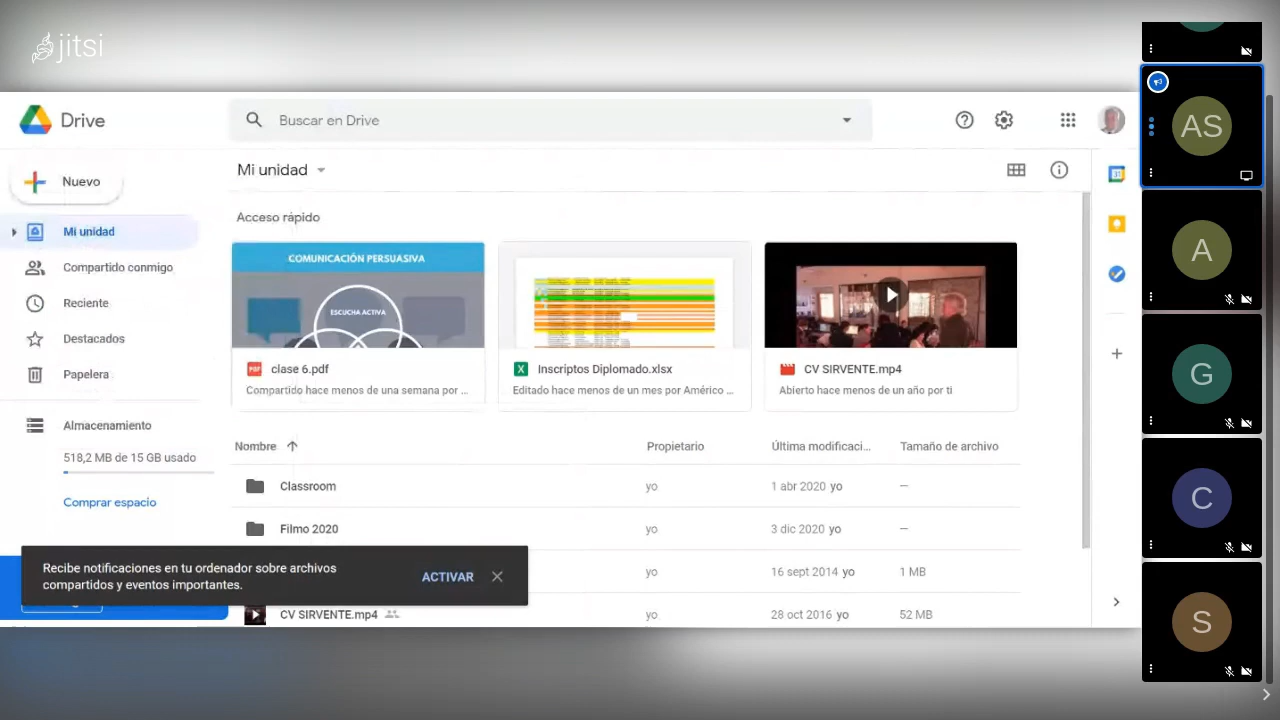 jitsi
Drive
Buscar en Drive
Nuevo
Mi unidad
Compartido conmigo
Reciente
Destacados
Papelera
Almacenamiento
518,2 MB de 15 GB usado
Comprar espacio
Mi unidad
Acceso rápido
COMUNICACIÓN PERSUASIVA
ESCUCHA ACTIVA
clase 6.pdf
Compartido hace menos de una semana por ...
Inscriptos Diplomado.xlsx
Editado hace menos de un mes por Américo ...
CV SIRVENTE.mp4
Abierto hace menos de un año por ti
Nombre Propietario Última modificaci... Tamaño de archivo
Classroom yo 1 abr 2020 yo —
Filmo 2020 yo 3 dic 2020 yo —
yo 16 sept 2014 yo 1 MB
CV SIRVENTE.mp4 yo 28 oct 2016 yo 52 MB
Recibe notificaciones en tu ordenador sobre archivos
compartidos y eventos importantes.
ACTIVAR
31
AS
A
G
C
S